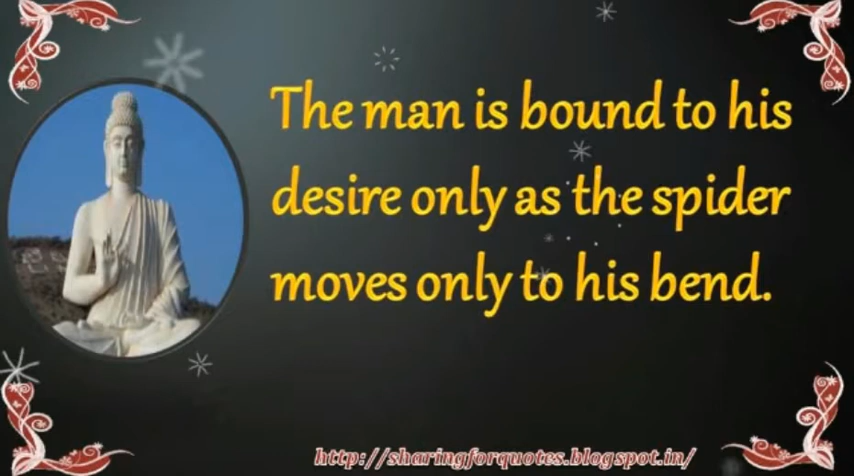 The man is bound to his
desire only as the spider
moves only to his bend.
http://sharingforquotes.blogspot.in/